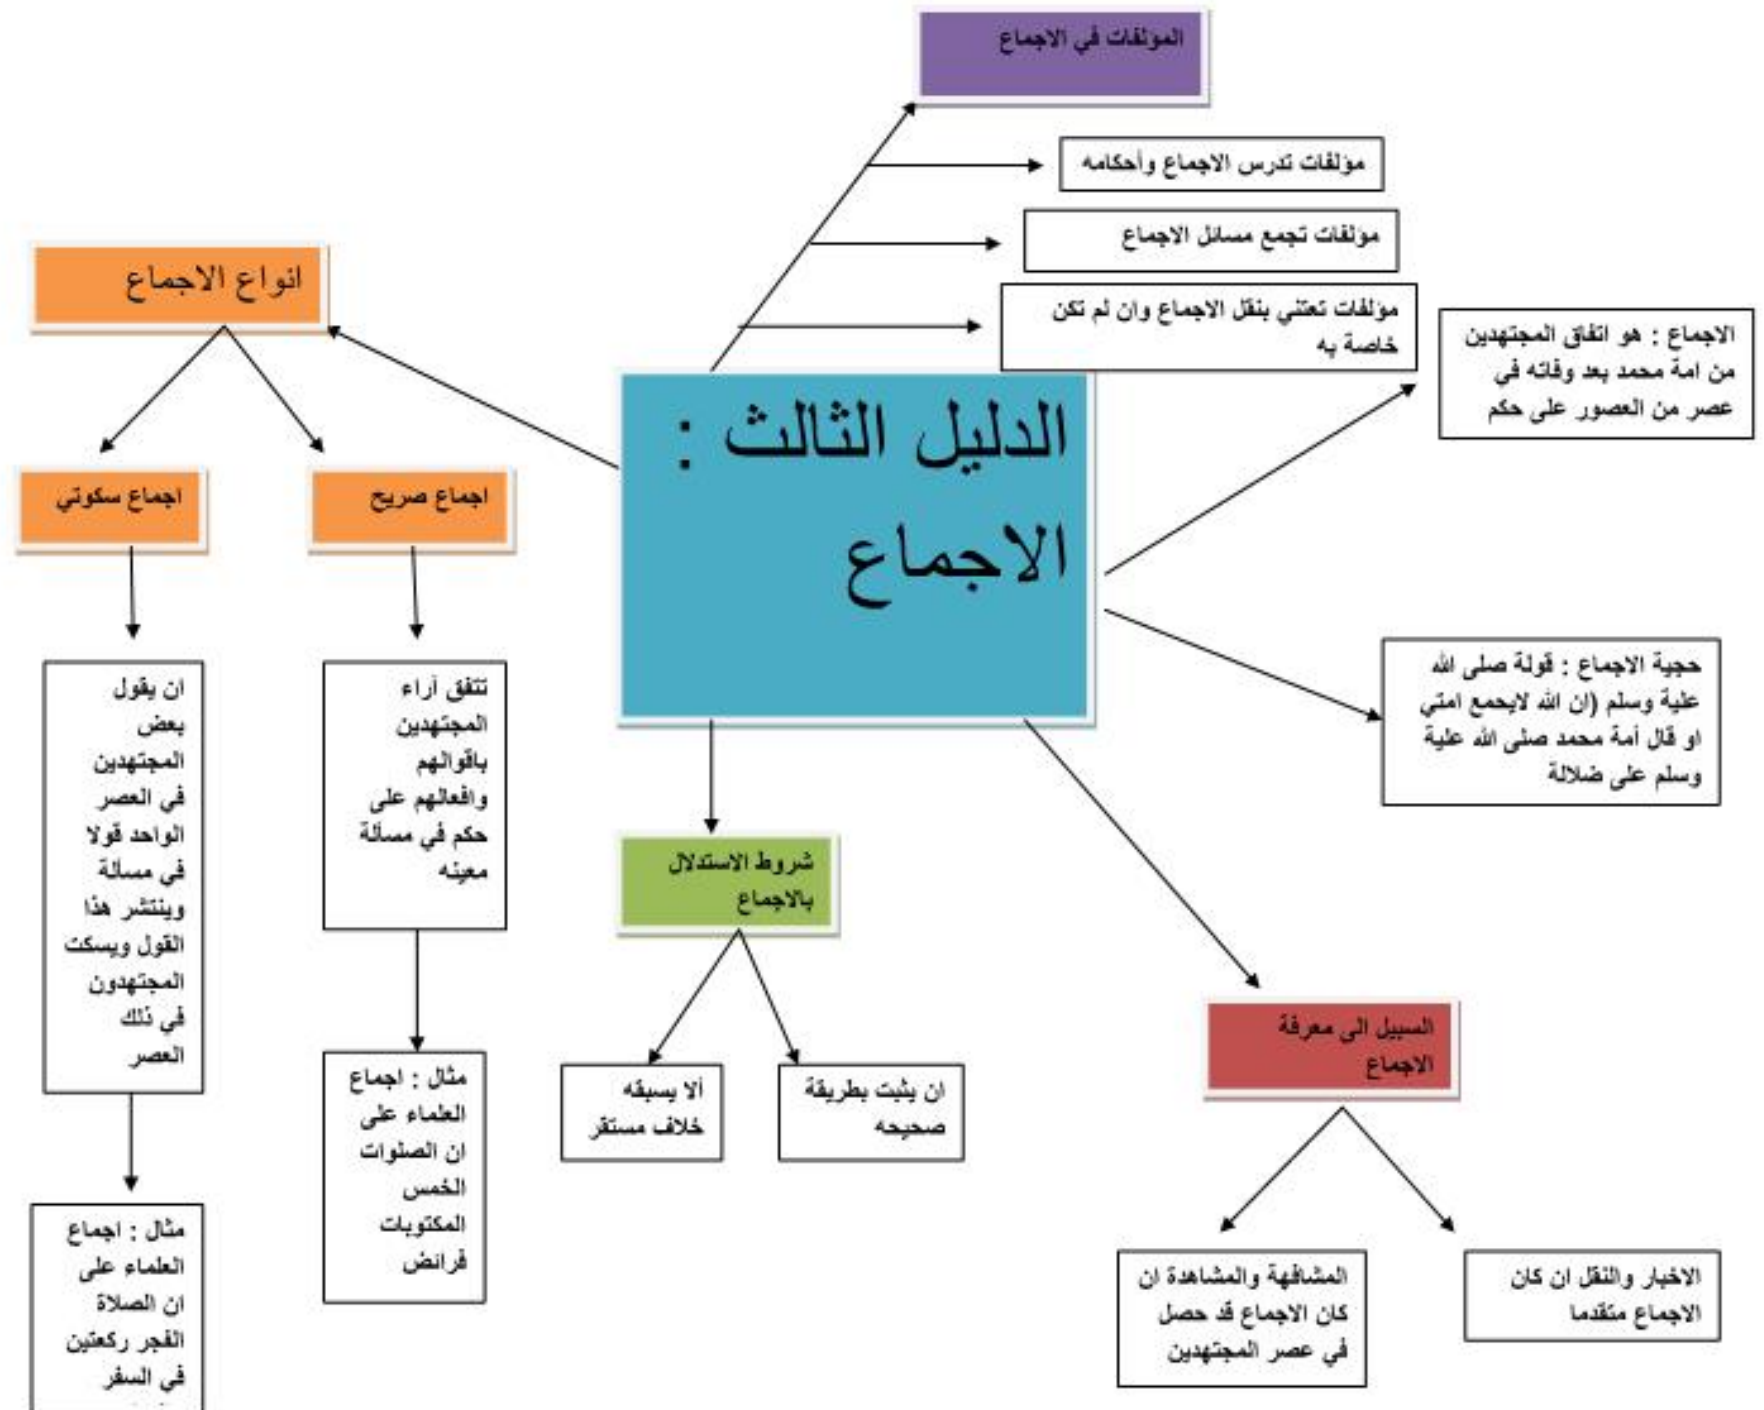 المولفات في الاجماع
مؤلفات تدرس الاجماع وأحكامه
مؤلفات تجمع مسائل الاجماع
مؤلفات تعتني بنقل الاجماع وان لم تكن
خاصة به
الاجماع : هو اتفاق المجتهدين
من امة محمد بعد وفاته في
عصر من العصور على حكم
الدليل الثالث :
الاجماع
حجية الاجماع : قولة صلى الله
علية وسلم (ان الله لايجمع امتي
او قال أمة محمد صلى الله علية
وسلم على ضلالة
انواع الاجماع
اجماع صريح
اجماع سكوتي
تتفق أراء
المجتهدين
باقوالهم
وافعالهم على
حكم في مسألة
معينه
مثال : اجماع
العلماء على
ان الصلوات
الخمس
المكتوبات
فرائض
ان يقول
بعض
المجتهدين
في العصر
الواحد قولا
في مسالة
وينتشر هذا
القول ويسكت
المجتهدون
في ذلك
العصر
مثال : اجماع
العلماء على
ان الصلاة
الفجر ركعتين
في السفر
شروط الاستدلال
بالاجماع
ان يثبت بطريقة
صحيحه
ألا يسبقه
خلاف مستقر
السبيل الى معرفة
الاجماع
الاخبار والنقل ان كان
الاجماع متقدما
المشافهة والمشاهدة ان
كان الاجماع قد حصل
في عصر المجتهدين